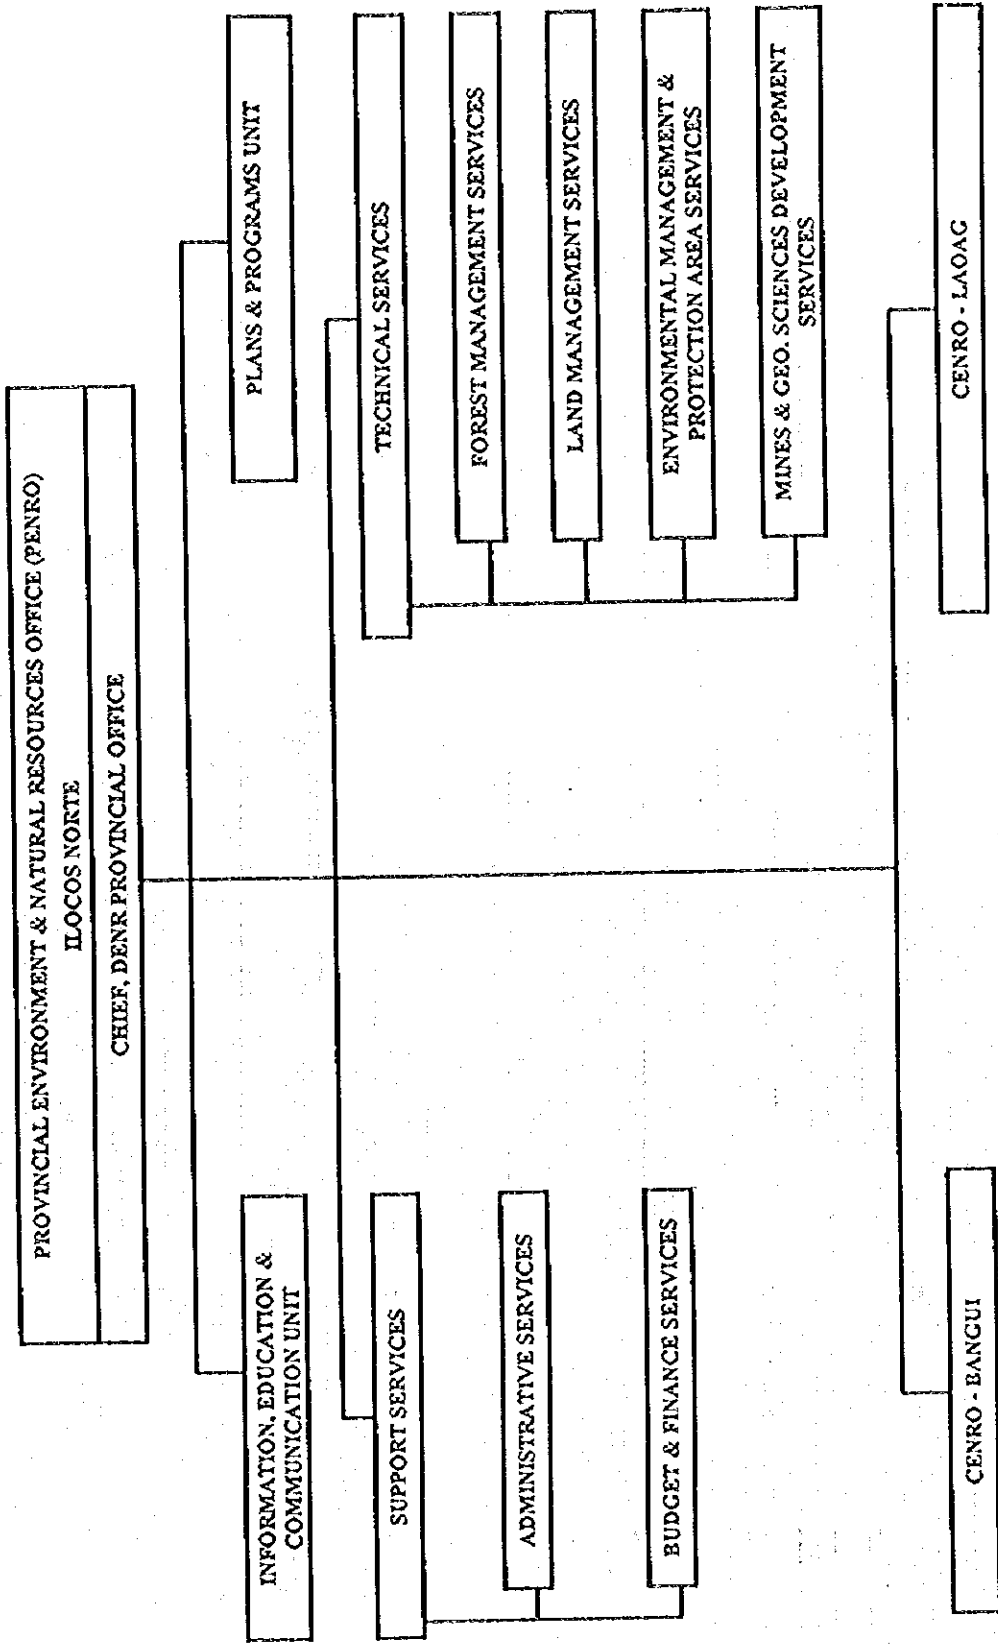 PROVINCIAL ENVIRONMENT & NATURAL RESOURCES OFFICE (PENRO)
ILOCOS NORTE
CHIEF, DENR PROVINCIAL OFFICE
INFORMATION, EDUCATION &
COMMUNICATION UNIT
PLANS & PROGRAMS UNIT
SUPPORT SERVICES
ADMINISTRATIVE SERVICES
BUDGET & FINANCE SERVICES
TECHNICAL SERVICES
FOREST MANAGEMENT SERVICES
LAND MANAGEMENT SERVICES
ENVIRONMENTAL MANAGEMENT &
PROTECTION AREA SERVICES
MINES & GEO. SCIENCES DEVELOPMENT
SERVICES
CENRO - BANGUI
CENRO - LAOAG